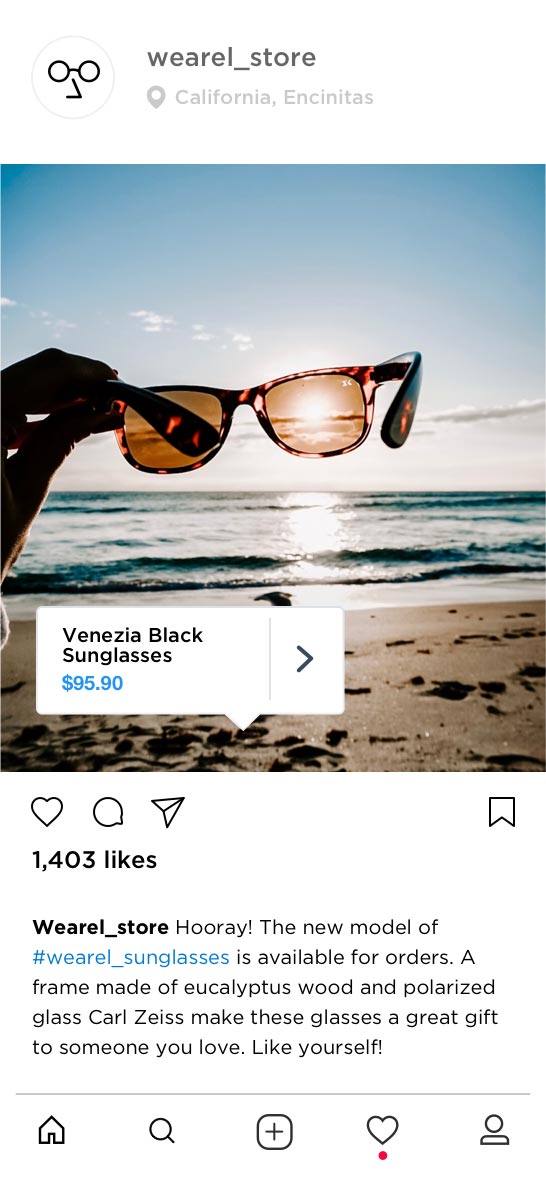 wearel_store
California, Encinitas
Venezia Black
Sunglasses
$95.90
1,403 likes
Wearel_store Hooray! The new model of
#wearel_sunglasses is available for orders. A
frame made of eucalyptus wood and polarized
glass Carl Zeiss make these glasses a great gift
to someone you love. Like yourself!